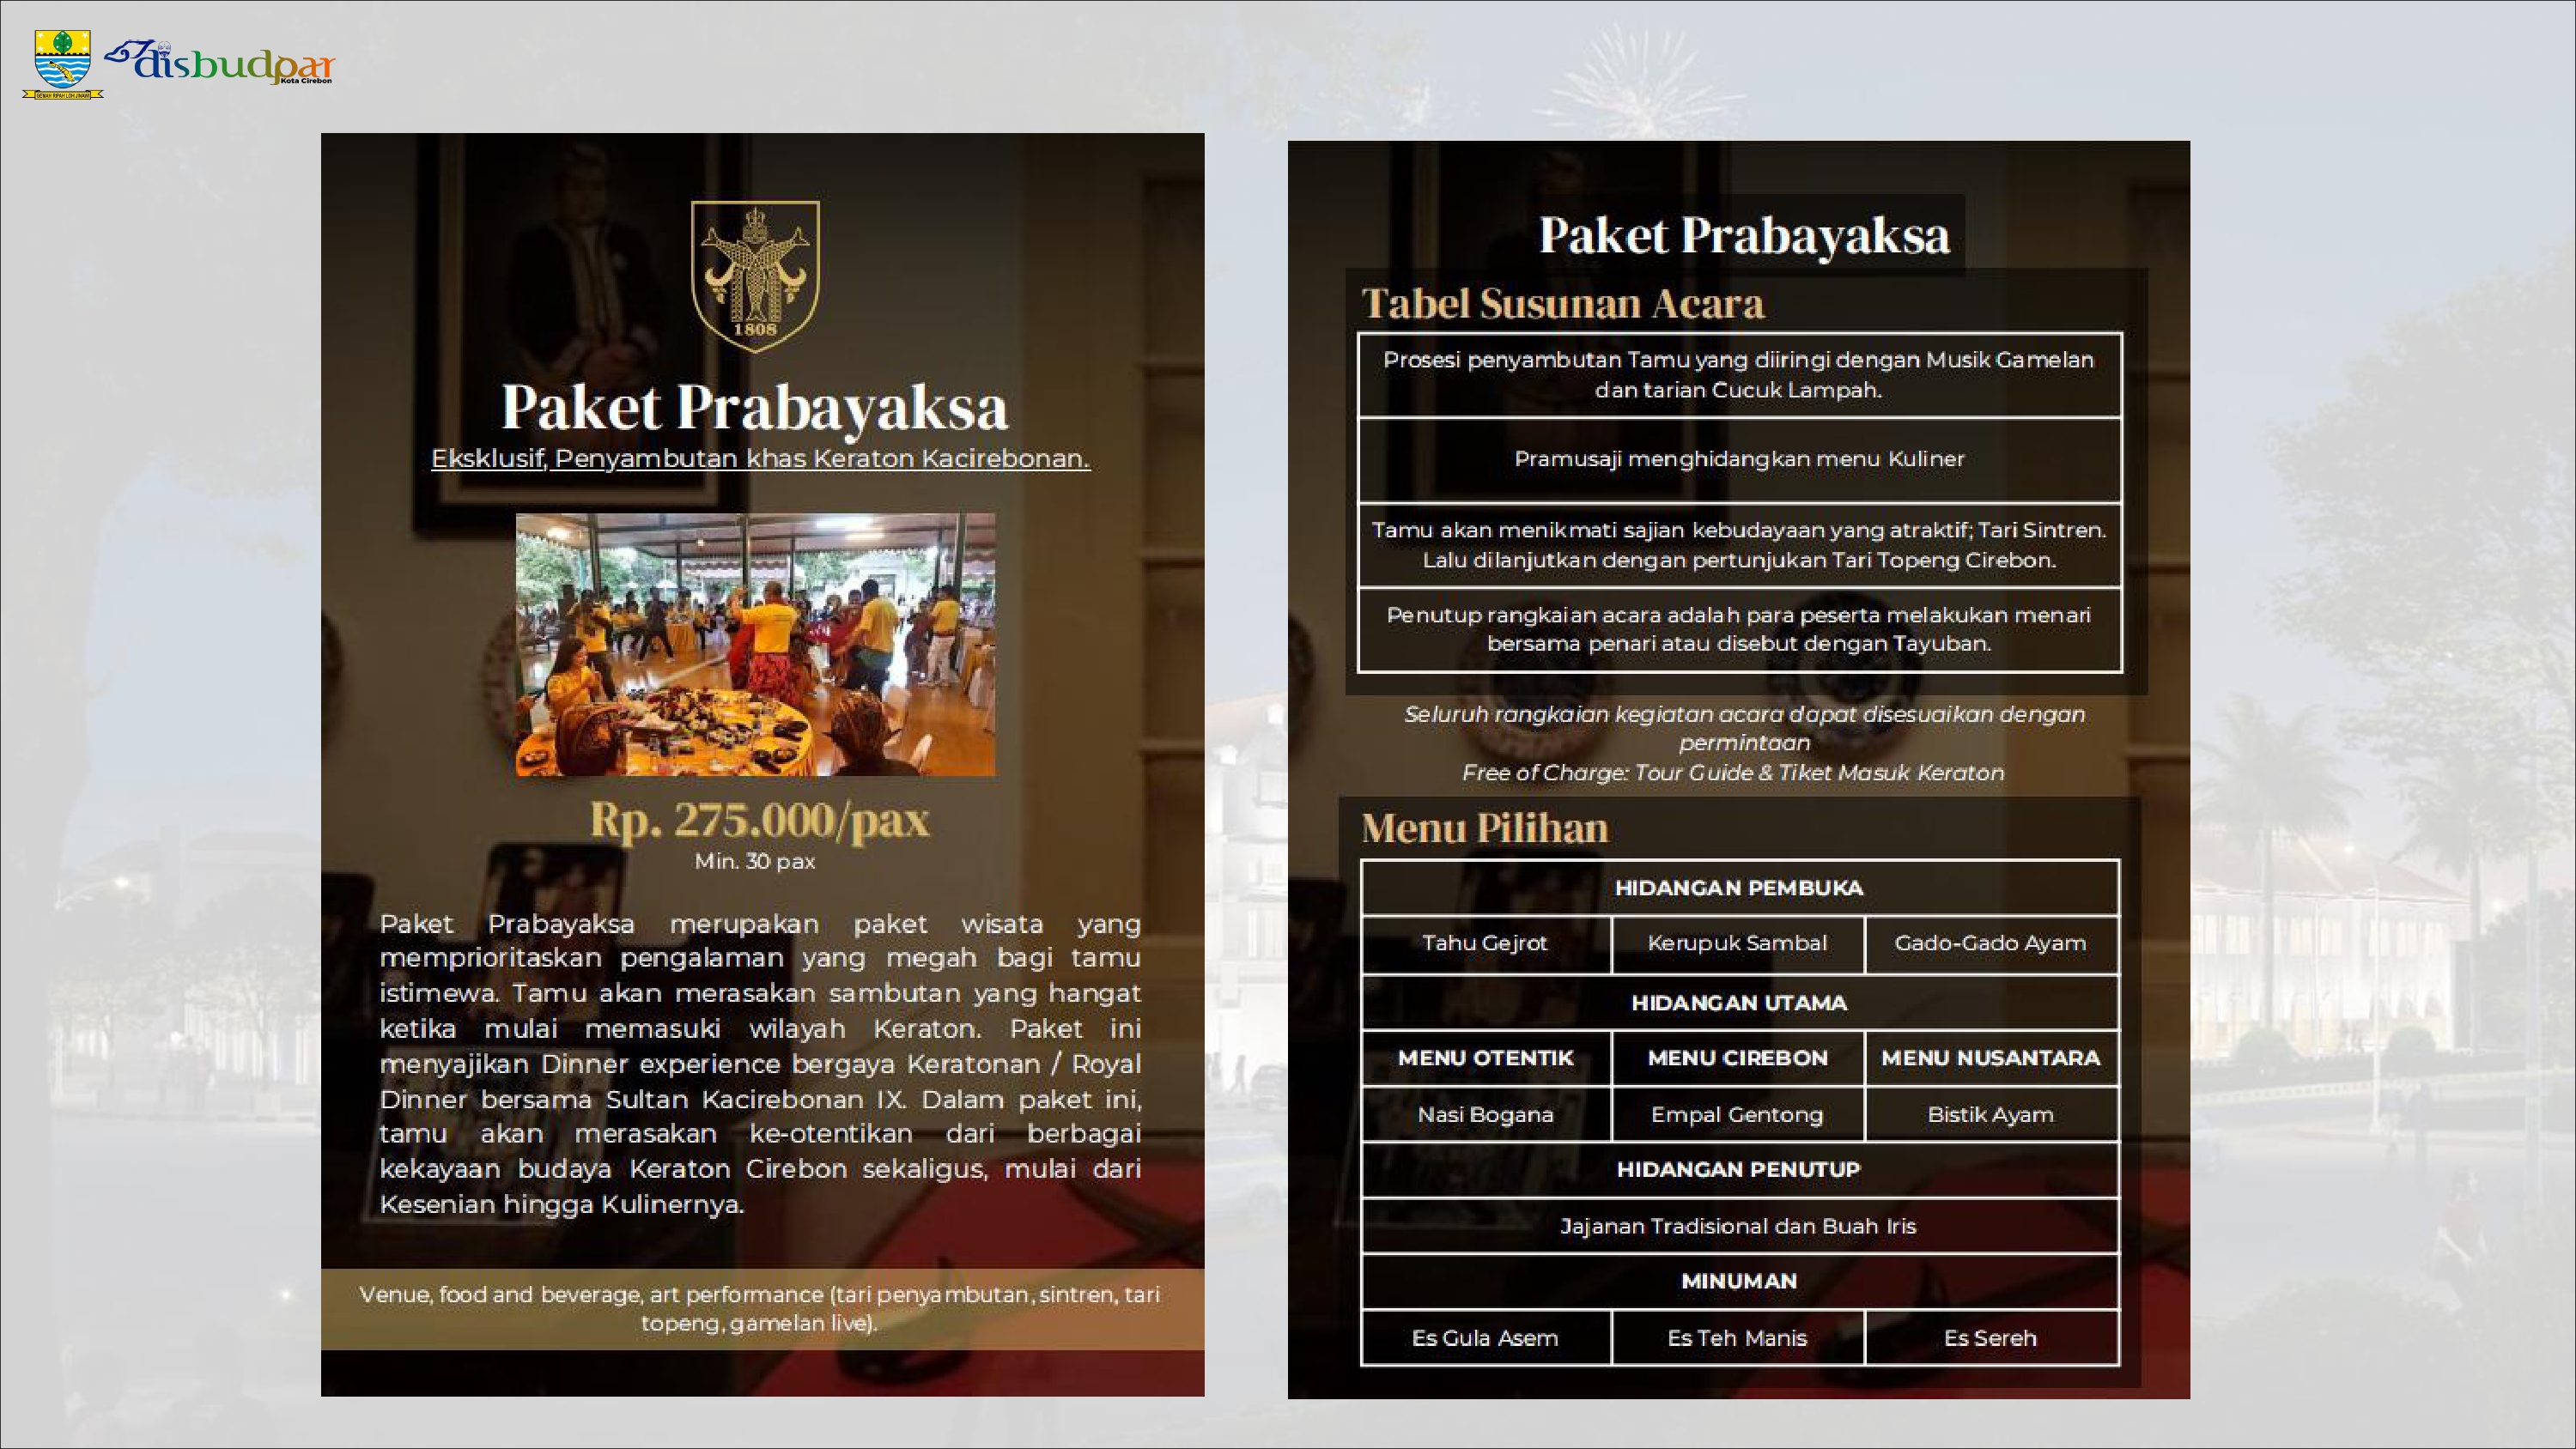 GEMAH RIPAH LOH JINAWI
disbudpar
Kota Cirebon
1808
Paket Prabayaksa
Eksklusif, Penyambutan khas Keraton Kacirebonan.
Rp. 275.000/pax
Min. 30 pax
Paket Prabayaksa merupakan paket wisata yang
memprioritaskan pengalaman yang megah bagi tamu
istimewa. Tamu akan merasakan sambutan yang hangat
ketika mulai memasuki wilayah Keraton. Paket ini
menyajikan Dinner experience bergaya Keratonan / Royal
Dinner bersama Sultan Kacirebonan IX. Dalam paket ini,
tamu akan merasakan ke-otentikan dari berbagai
kekayaan budaya Keraton Cirebon sekaligus, mulai dari
Kesenian hingga Kulinernya.
Venue, food and beverage, art performance (tari penyambutan, sintren, tari
topeng, gamelan live).
Paket Prabayaksa
Tabel Susunan Acara
Prosesi penyambutan Tamu yang diiringi dengan Musik Gamelan
dan tarian Cucuk Lampah.
Pramusaji menghidangkan menu Kuliner
Tamu akan menikmati sajian kebudayaan yang atraktif; Tari Sintren.
Lalu dilanjutkan dengan pertunjukan Tari Topeng Cirebon.
Penutup rangkaian acara adalah para peserta melakukan menari
bersama penari atau disebut dengan Tayuban.
Seluruh rangkaian kegiatan acara dapat disesuaikan dengan
permintaan
Free of Charge: Tour Guide & Tiket Masuk Keraton
Menu Pilihan
HIDANGAN PEMBUKA
Tahu Gejrot Kerupuk Sambal Gado-Gado Ayam
HIDANGAN UTAMA
MENU OTENTIK MENU CIREBON MENU NUSANTARA
Nasi Bogana Empal Gentong Bistik Ayam
HIDANGAN PENUTUP
Jajanan Tradisional dan Buah Iris
MINUMAN
Es Gula Asem Es Teh Manis Es Sereh